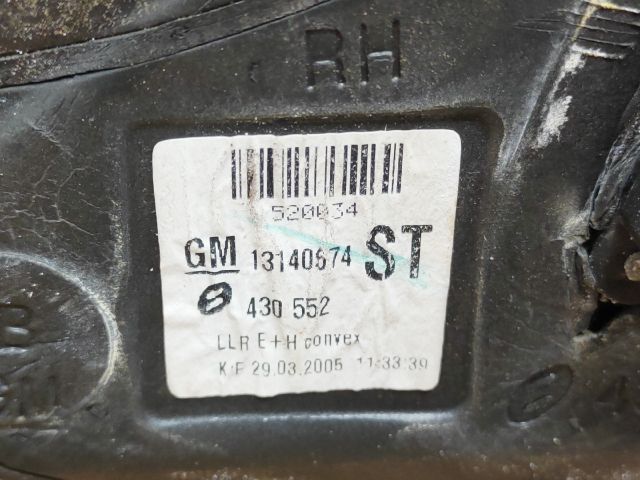 RH
520034
GM 13140674 ST
430 552
LLR E+H convex
K F 29.03.2005 11:33:39